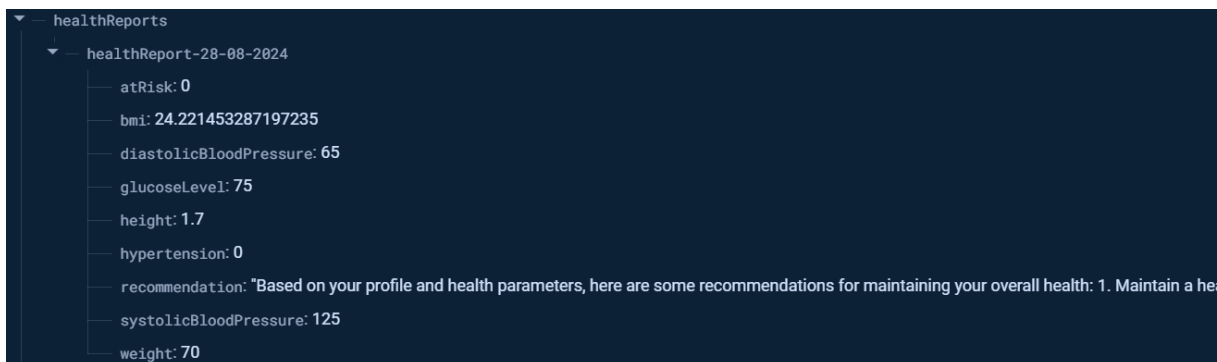 healthReports
healthReport-28-08-2024
atRisk: 0
bmi: 24.221453287197235
diastolicBloodPressure: 65
glucoseLevel: 75
height: 1.7
hypertension: 0
recommendation: "Based on your profile and health parameters, here are some recommendations for maintaining your overall health: 1. Maintain a hea
systolicBloodPressure: 125
weight: 70